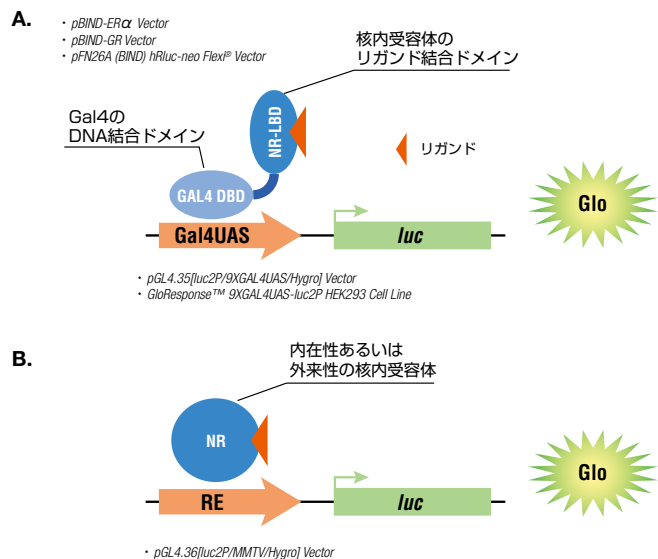 A.
・ pBIND-ERα Vector
・ pBIND-GR Vector
・ pFN26A (BIND) hRluc-neo Flexi® Vector
核内受容体の
リガンド結合ドメイン
Gal4の
DNA結合ドメイン
NR-LBD
リガンド
GAL4 DBD
Gal4UAS
luc
Glo
・ pGL4.35[luc2P/9XGAL4UAS/Hygro] Vector
・ GloResponse™ 9XGAL4UAS-luc2P HEK293 Cell Line
B.
内在性あるいは
外来性の核内受容体
NR
RE
luc
Glo
・ pGL4.36[luc2P/MMTV/Hygro] Vector